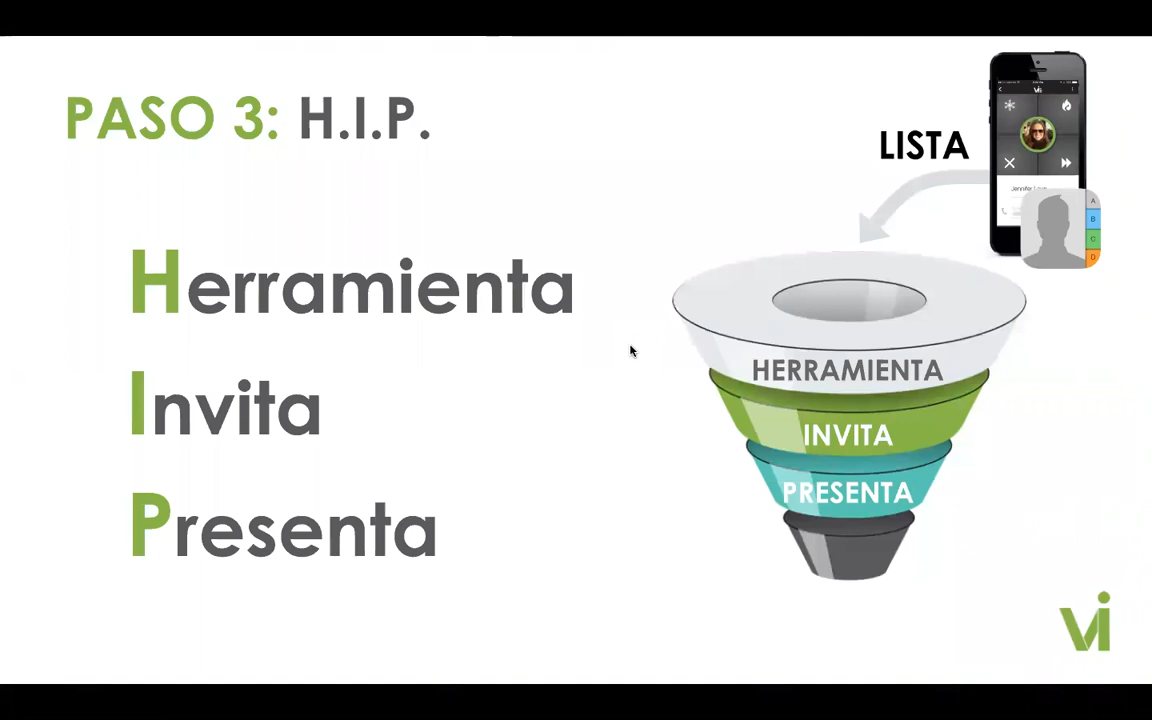 PASO 3: H.I.P.
LISTA
Herramienta
Invita
Presenta
HERRAMIENTA
INVITA
PRESENTA
A
B
C
D
vi